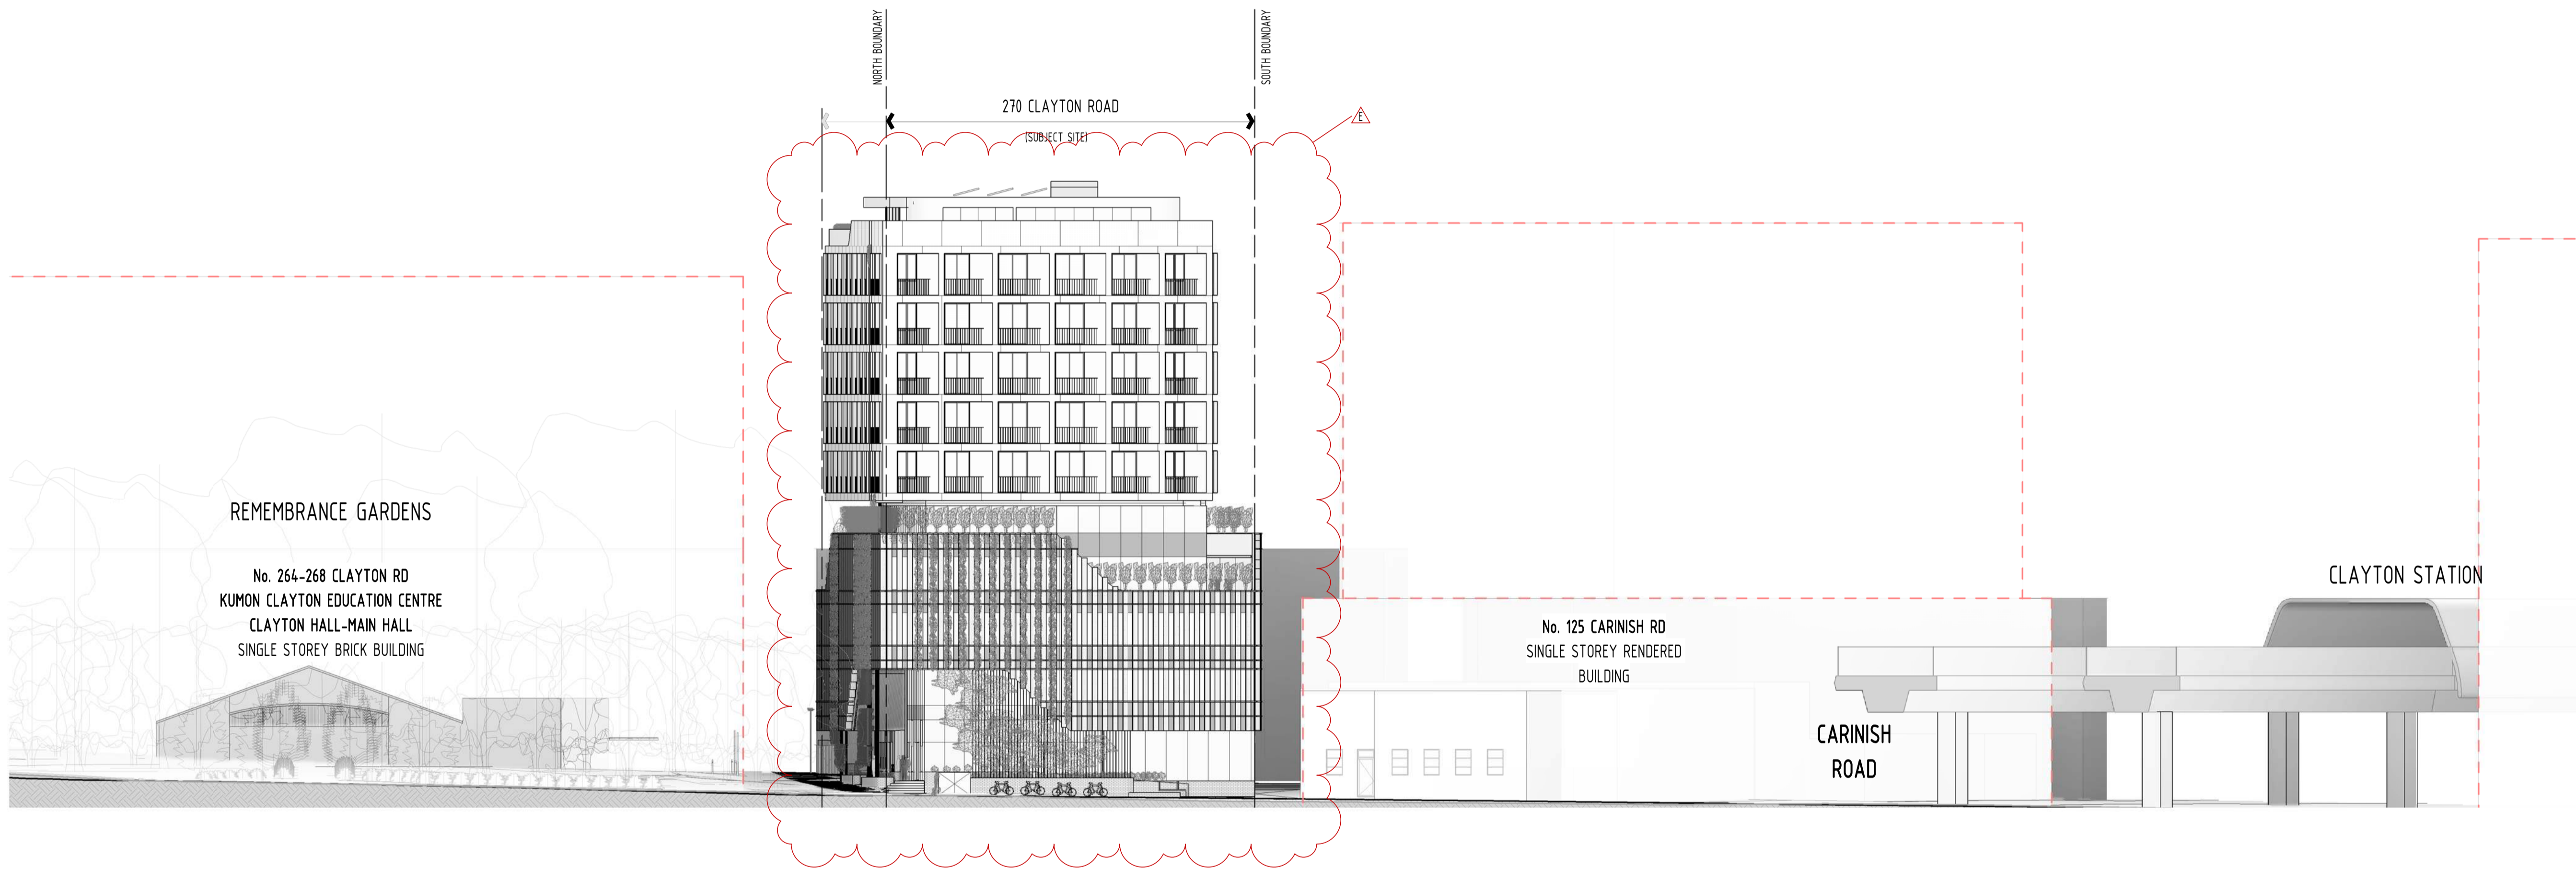 NORTH BOUNDARY
SOUTH BOUNDARY
270 CLAYTON ROAD
(SUBJECT SITE)
E
REMEMBRANCE GARDENS
No. 264-268 CLAYTON RD
KUMON CLAYTON EDUCATION CENTRE
CLAYTON HALL-MAIN HALL
SINGLE STOREY BRICK BUILDING
No. 125 CARINISH RD
SINGLE STOREY RENDERED
BUILDING
CARINISH
ROAD
CLAYTON STATION